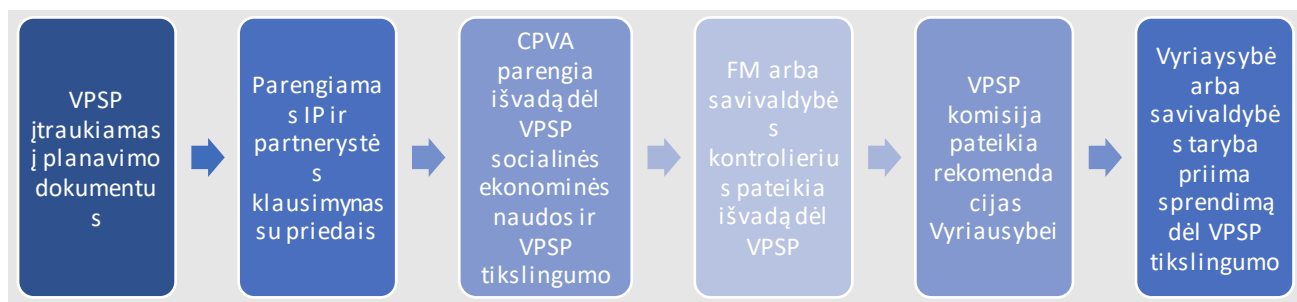 VPSP
įtraukiamas
į planavimo
dokumentu
s
Parengiama
s IP ir
partnerystė
s
klausimynas
su priedais
CPVA
parengia
išvadą dėl
VPSP
socialinės
ekonominės
naudos ir
VPSP
tikslingumo
FM arba
savivaldybė
s
kontrolieriu
s pateikia
išvadą dėl
VPSP
VPSP
komisija
pateikia
rekomenda
cijas
Vyriausybei
Vyriaysybė
arba
savivaldybė
s taryba
priima
sprendimą
dėl VPSP
tikslingumo